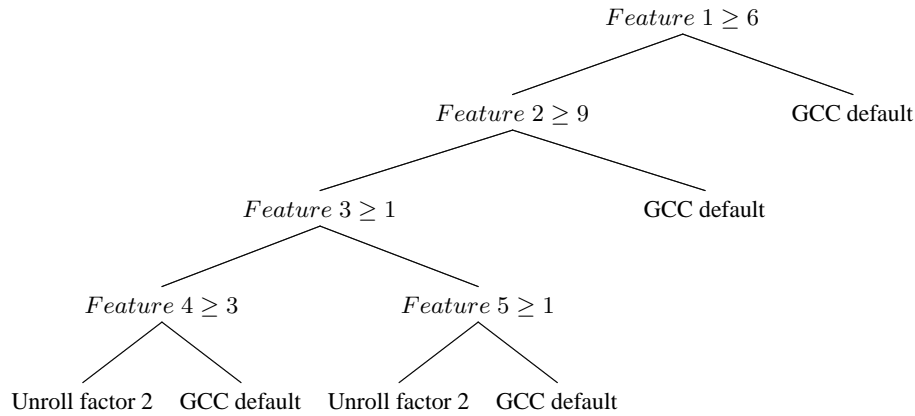 Feature 1 ≥ 6
Feature 2 ≥ 9
GCC default
Feature 3 ≥ 1
GCC default
Feature 4 ≥ 3
Feature 5 ≥ 1
Unroll factor 2
GCC default
Unroll factor 2
GCC default